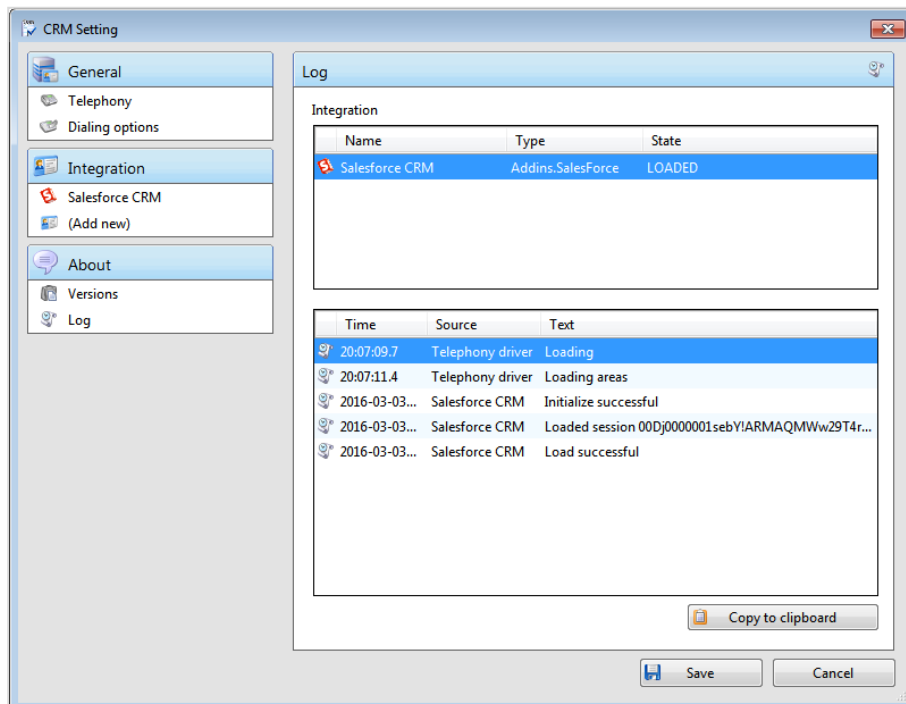 CRM Setting
General
Telephony
Dialing options
Integration
Salesforce CRM
(Add new)
About
Versions
Log
Log
Integration
Name Type State
Salesforce CRM Addins.SalesForce LOADED
Time Source Text
20:07:09.7 Telephony driver Loading
20:07:11.4 Telephony driver Loading areas
2016-03-03... Salesforce CRM Initialize successful
2016-03-03... Salesforce CRM Loaded session 00Dj0000001sebY!ARMAQMWw29T4r...
2016-03-03... Salesforce CRM Load successful
Copy to clipboard
Save Cancel